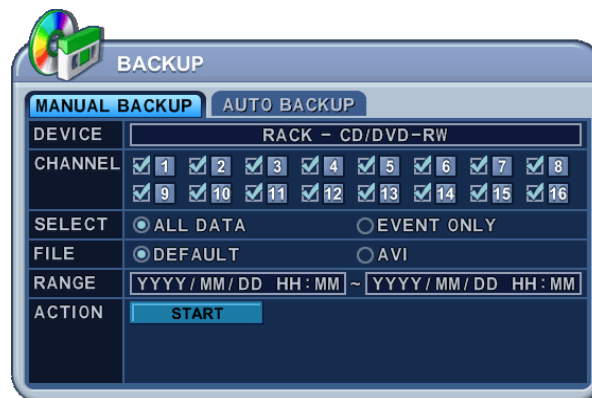 BACKUP
MANUAL BACKUP AUTO BACKUP
DEVICE RACK - CD/DVD-RW
CHANNEL 1 2 3 4 5 6 7 8
9 10 11 12 13 14 15 16
SELECT ALL DATA EVENT ONLY
FILE DEFAULT AVI
RANGE YYYY/MM/DD HH:MM ~ YYYY/MM/DD HH:MM
ACTION START